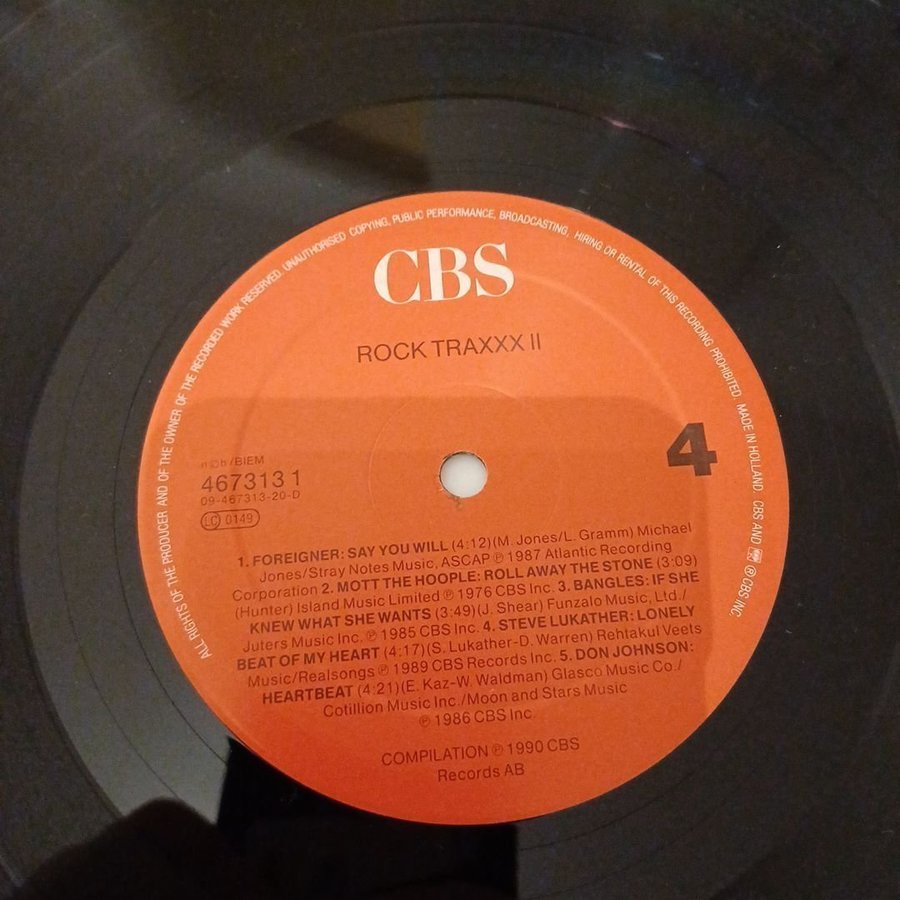 ALL RIGHTS OF THE PRODUCER AND OF THE OWNER OF THE RECORDED WORK RESERVED. UNAUTHORISED COPYING, PUBLIC PERFORMANCE, BROADCASTING, HIRING OR RENTAL OF THIS RECORDING PROHIBITED. MADE IN HOLLAND. CBS AND ® CBS INC.
CBS
ROCK TRAXXX II
4
/BIEM
467313 1
09-467313-20-D
LC 0149
1. FOREIGNER: SAY YOU WILL (4:12)(M. Jones/L. Gramm) Michael
Jones/Stray Notes Music, ASCAP ℗ 1987 Atlantic Recording
Corporation 2. MOTT THE HOOPLE: ROLL AWAY THE STONE (3:09)
(Hunter) Island Music Limited ℗ 1976 CBS Inc. 3. BANGLES: IF SHE
KNEW WHAT SHE WANTS (3:49)(J. Shear) Funzalo Music, Ltd./
Juters Music Inc. ℗ 1985 CBS Inc. 4. STEVE LUKATHER: LONELY
BEAT OF MY HEART (4:17)(S. Lukather-D. Warren) Rehtakul Veets
Music/Realsongs ℗ 1989 CBS Records Inc. 5. DON JOHNSON:
HEARTBEAT (4:21)(E. Kaz-W. Waldman) Glasco Music Co./
Cotillion Music Inc./Moon and Stars Music
℗ 1986 CBS Inc.
COMPILATION ℗ 1990 CBS
Records AB